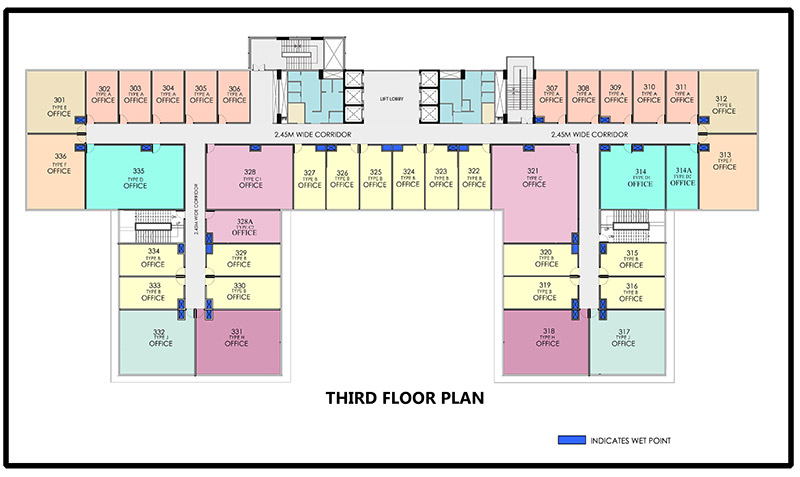 301
TYPE E
OFFICE
302
TYPE A
OFFICE
303
TYPE A
OFFICE
304
TYPE A
OFFICE
305
TYPE A
OFFICE
306
TYPE A
OFFICE
LIFT LOBBY
307
TYPE A
OFFICE
308
TYPE A
OFFICE
309
TYPE A
OFFICE
310
TYPE A
OFFICE
311
TYPE A
OFFICE
312
TYPE E
OFFICE
2.45M WIDE CORRIDOR
2.45M WIDE CORRIDOR
336
TYPE F
OFFICE
335
TYPE D
OFFICE
2.45M WIDE CORRIDOR
328
TYPE C1
OFFICE
327
TYPE B
OFFICE
326
TYPE B
OFFICE
325
TYPE B
OFFICE
324
TYPE B
OFFICE
323
TYPE B
OFFICE
322
TYPE B
OFFICE
321
TYPE C
OFFICE
314
TYPE D1
OFFICE
314A
TYPE D2
OFFICE
313
TYPE F
OFFICE
328A
TYPE C2
OFFICE
334
TYPE B
OFFICE
329
TYPE B
OFFICE
320
TYPE B
OFFICE
315
TYPE B
OFFICE
333
TYPE B
OFFICE
330
TYPE B
OFFICE
319
TYPE B
OFFICE
316
TYPE B
OFFICE
332
TYPE J
OFFICE
331
TYPE H
OFFICE
318
TYPE H
OFFICE
317
TYPE J
OFFICE
THIRD FLOOR PLAN
INDICATES WET POINT